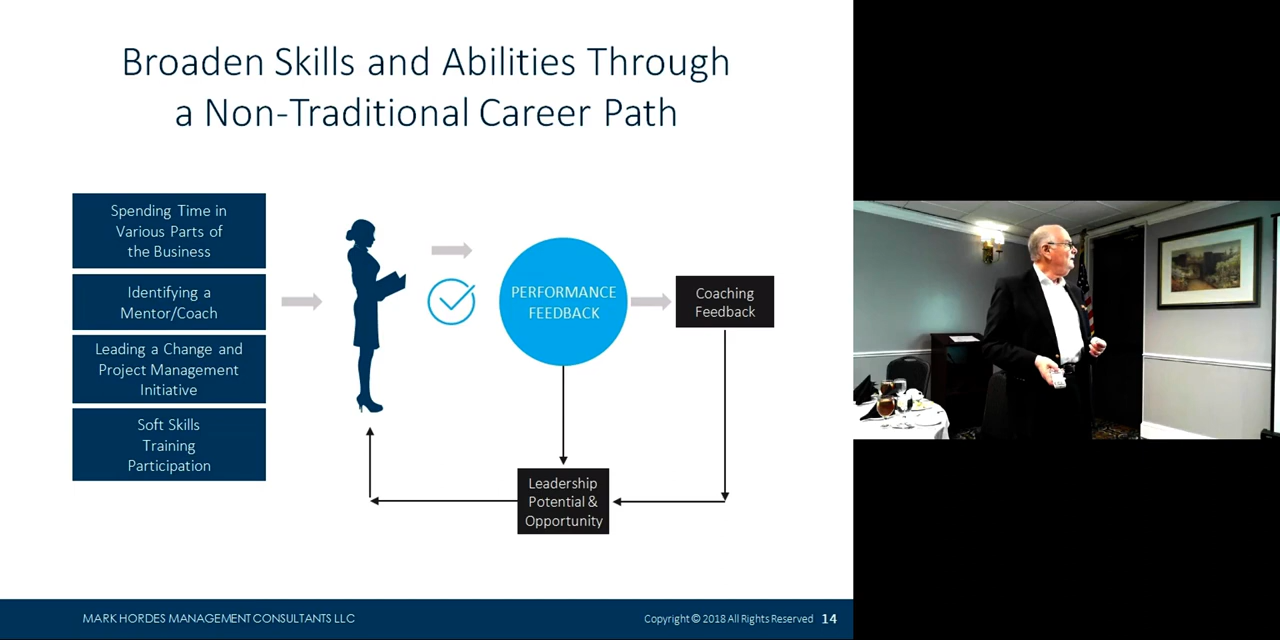 Broaden Skills and Abilities Through
a Non-Traditional Career Path
Spending Time in
Various Parts of
the Business
Identifying a
Mentor/Coach
Leading a Change and
Project Management
Initiative
Soft Skills
Training
Participation
PERFORMANCE
FEEDBACK
Coaching
Feedback
Leadership
Potential &
Opportunity
MARK HORDES MANAGEMENT CONSULTANTS LLC
Copyright © 2018 All Rights Reserved 14